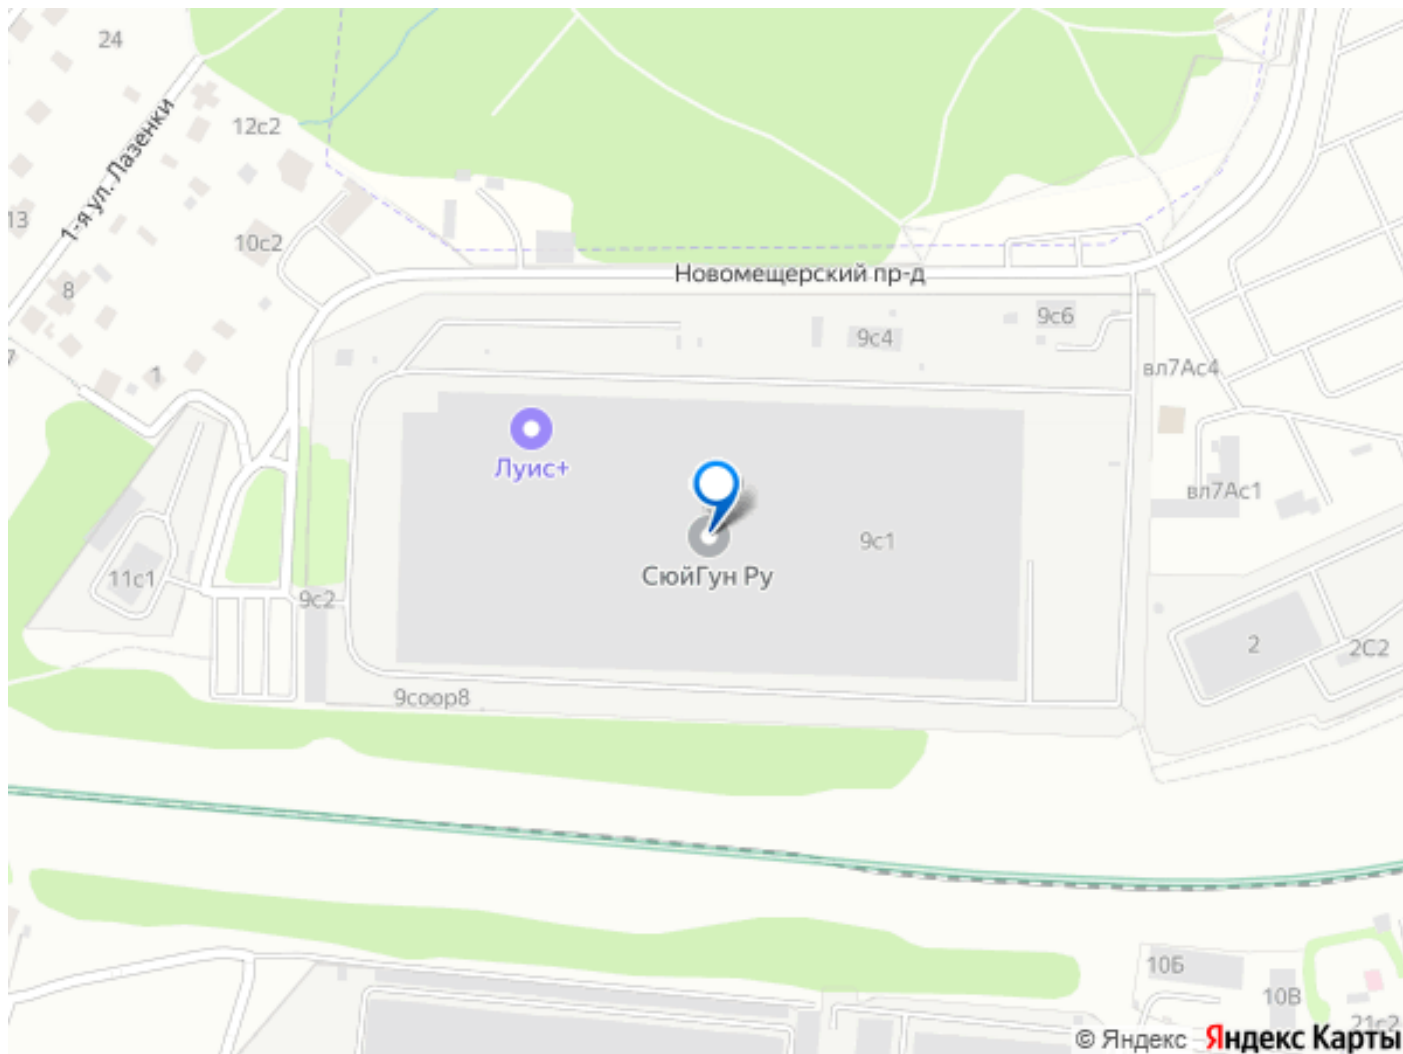 24
12с2
1-я ул. Лазенки
13
10с2
8
Новомещерский пр-д
9с6
9с4
вл7Ас4
7
1
Луис+
вл7Ас1
9с1
СюйГун Ру
11с1
9с2
2
2С2
9соор8
10Б
10В
21с2
© Яндекс Яндекс Карты